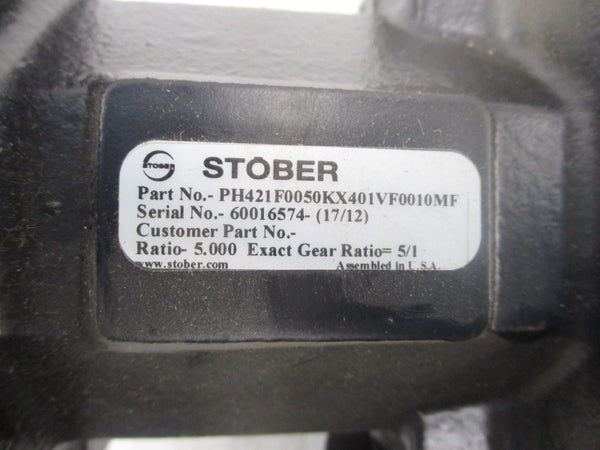 STOBER STÖBER
Part No.- PH421F0050KX401VF0010MF
Serial No.- 60016574- (17/12)
Customer Part No.-
Ratio- 5.000 Exact Gear Ratio= 5/1
www.stober.com Assembled in U.S.A.